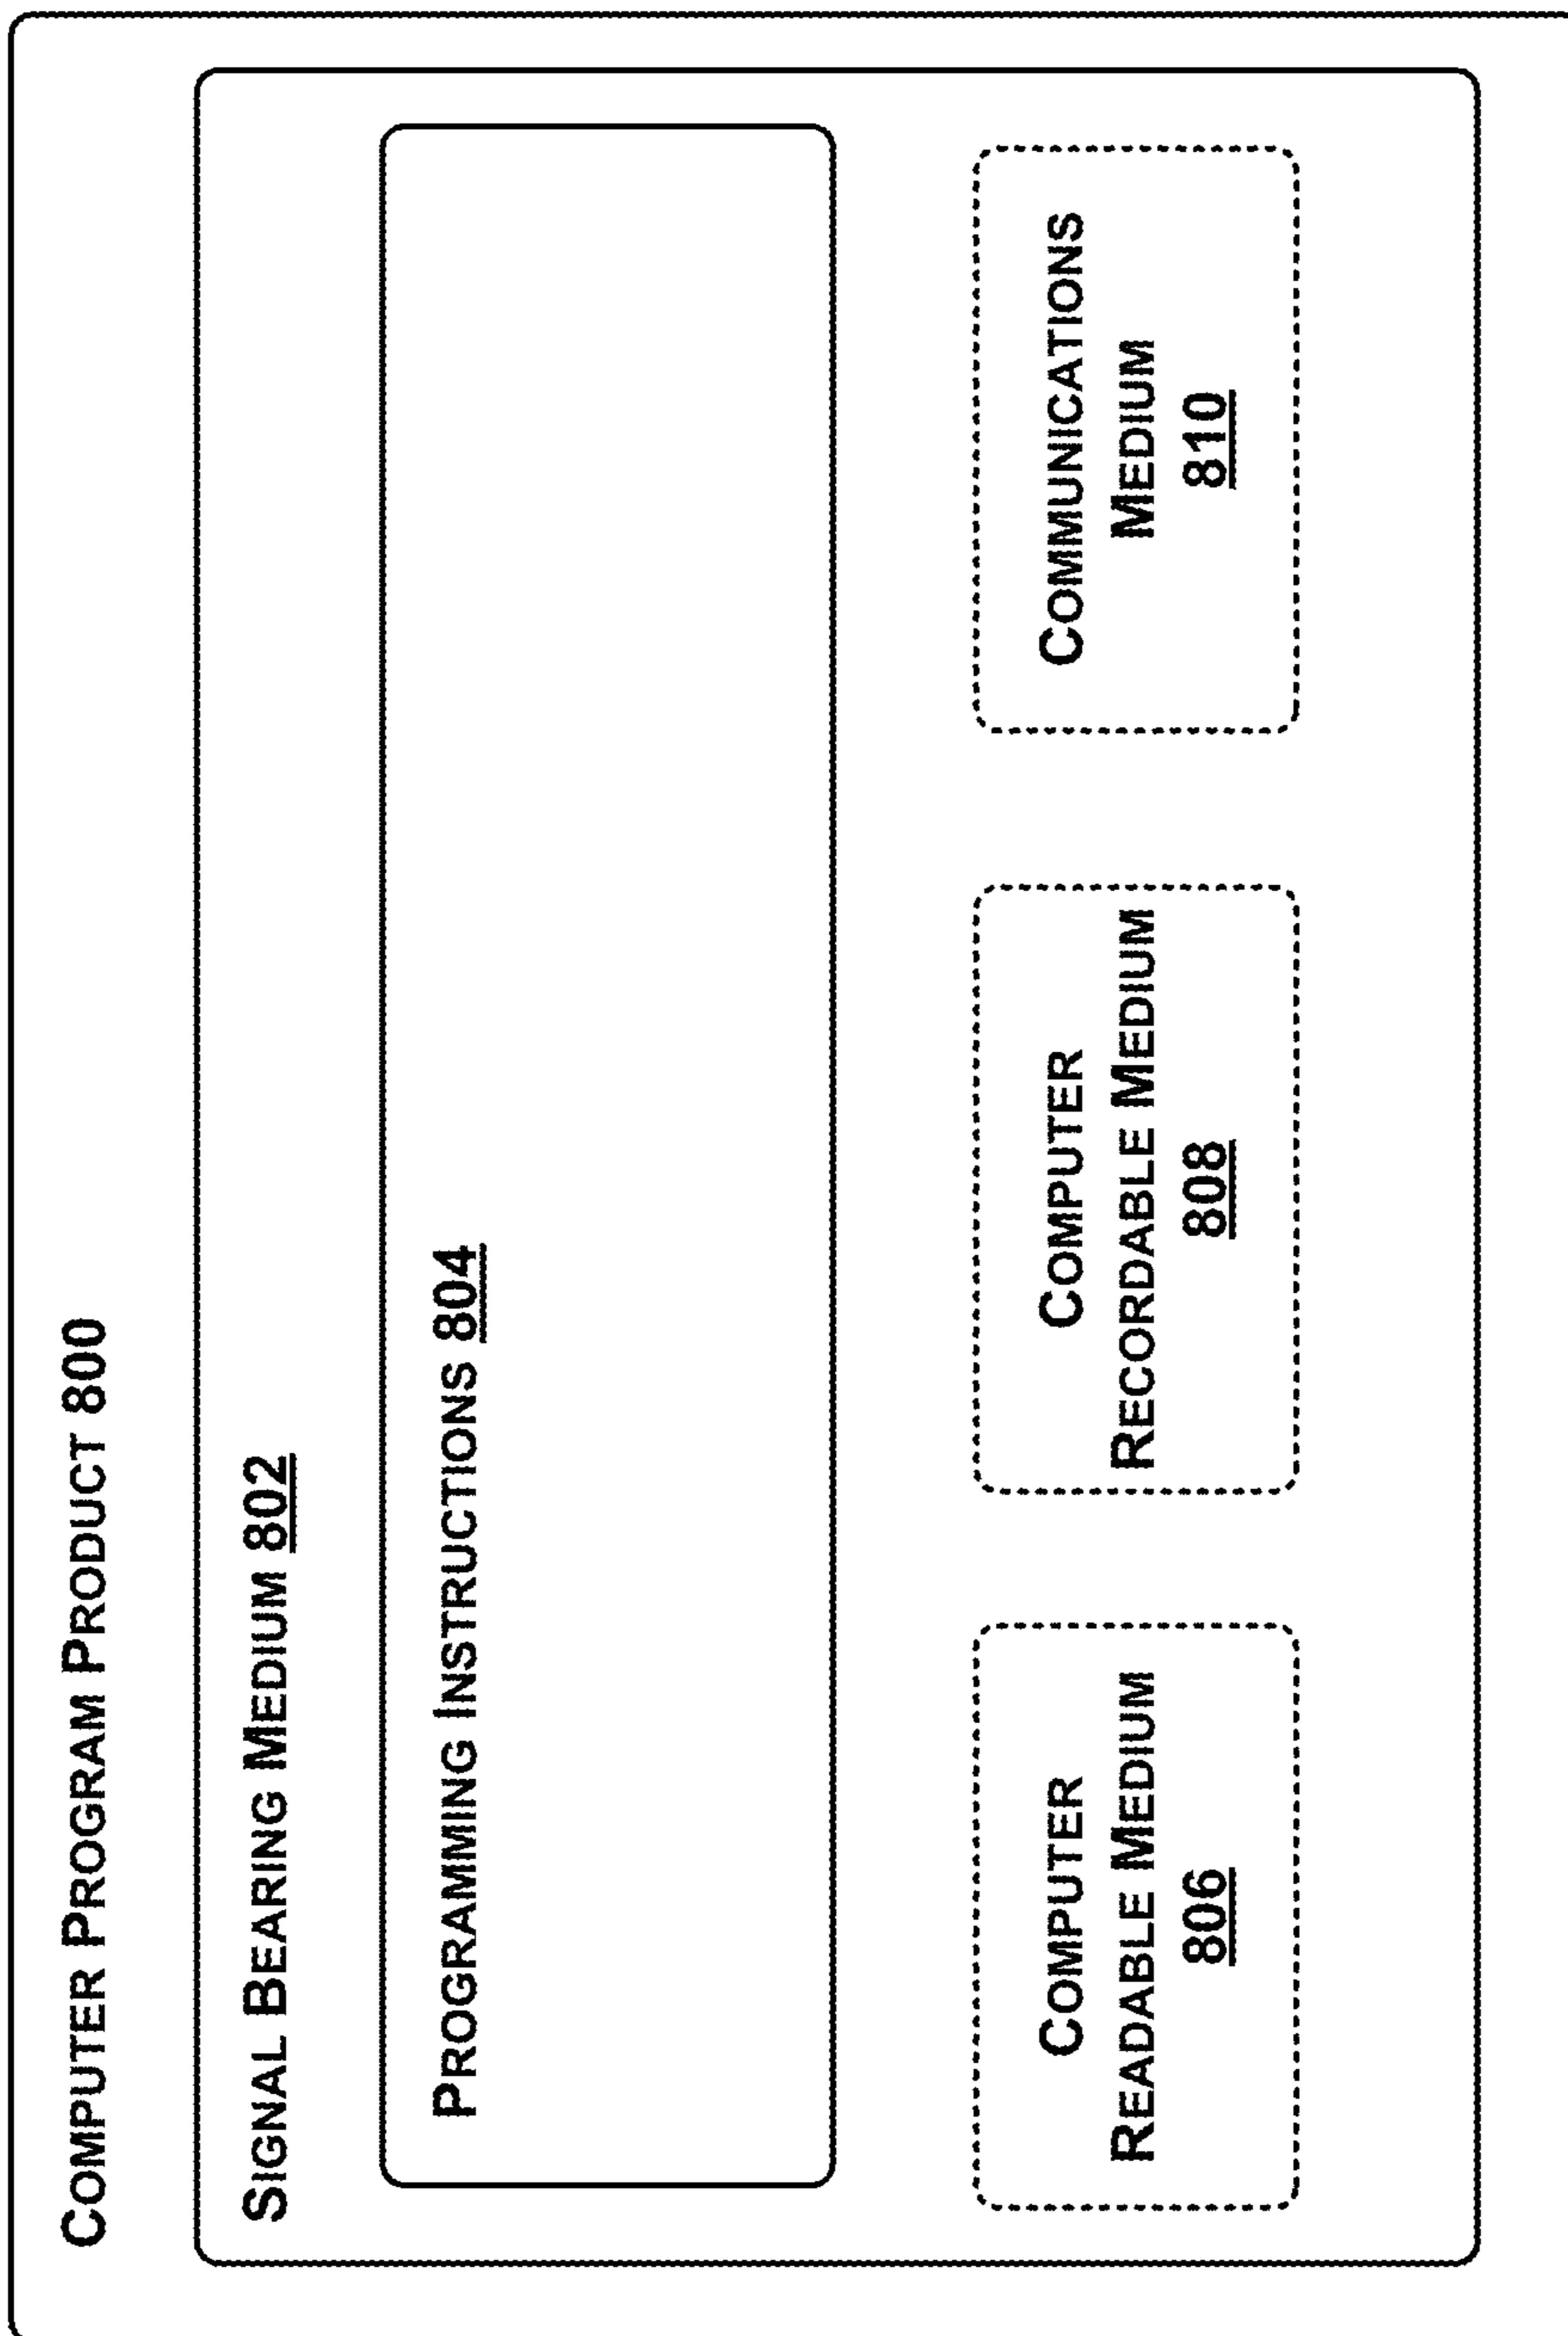 COMPUTER PROGRAM PRODUCT 800
SIGNAL BEARING MEDIUM 802
PROGRAMMING INSTRUCTIONS 804
COMPUTER
READABLE MEDIUM
806
COMPUTER
RECORDABLE MEDIUM
808
COMMUNICATIONS
MEDIUM
810